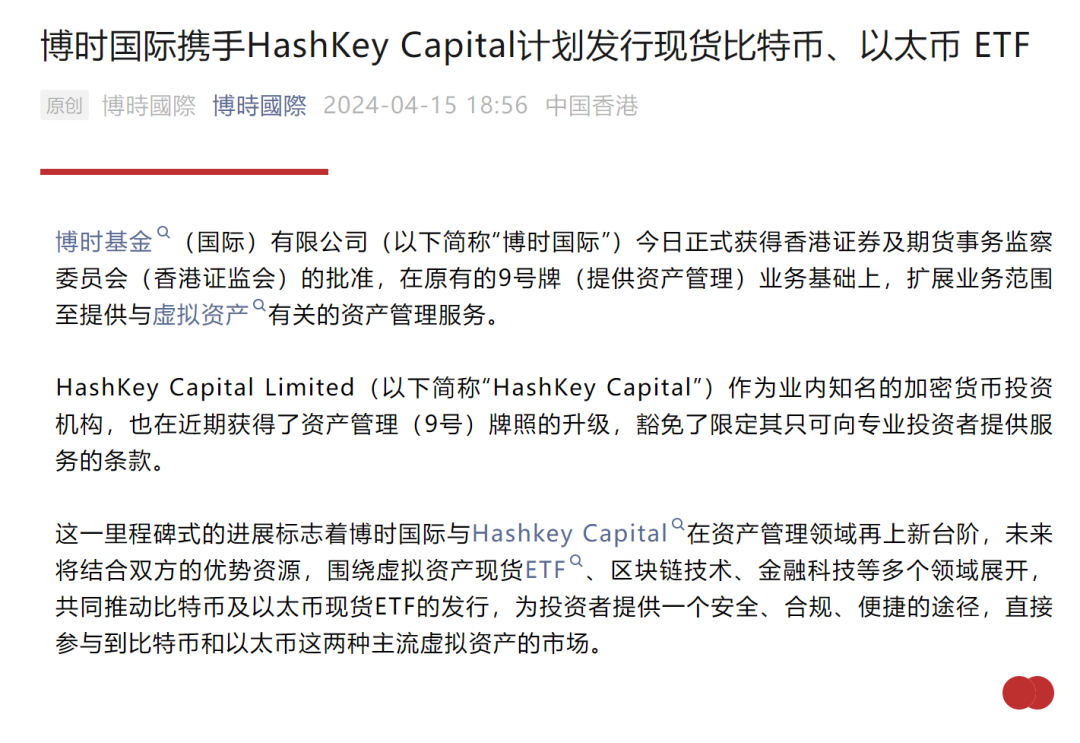 博时国际携手HashKey Capital计划发行现货比特币、以太币 ETF
原创 博時國際 博時國際 2024-04-15 18:56 中国香港
博时基金（国际）有限公司（以下简称“博时国际”）今日正式获得香港证券及期货事务监察
委员会（香港证监会）的批准，在原有的9号牌（提供资产管理）业务基础上，扩展业务范围
至提供与虚拟资产有关的资产管理服务。
HashKey Capital Limited（以下简称“HashKey Capital”）作为业内知名的加密货币投资
机构，也在近期获得了资产管理（9号）牌照的升级，豁免了限定其只可向专业投资者提供服
务的条款。
这一里程碑式的进展标志着博时国际与Hashkey Capital在资产管理领域再上新台阶，未来
将结合双方的优势资源，围绕虚拟资产现货ETF、区块链技术、金融科技等多个领域展开，
共同推动比特币及以太币现货ETF的发行，为投资者提供一个安全、合规、便捷的途径，直接
参与到比特币和以太币这两种主流虚拟资产的市场。